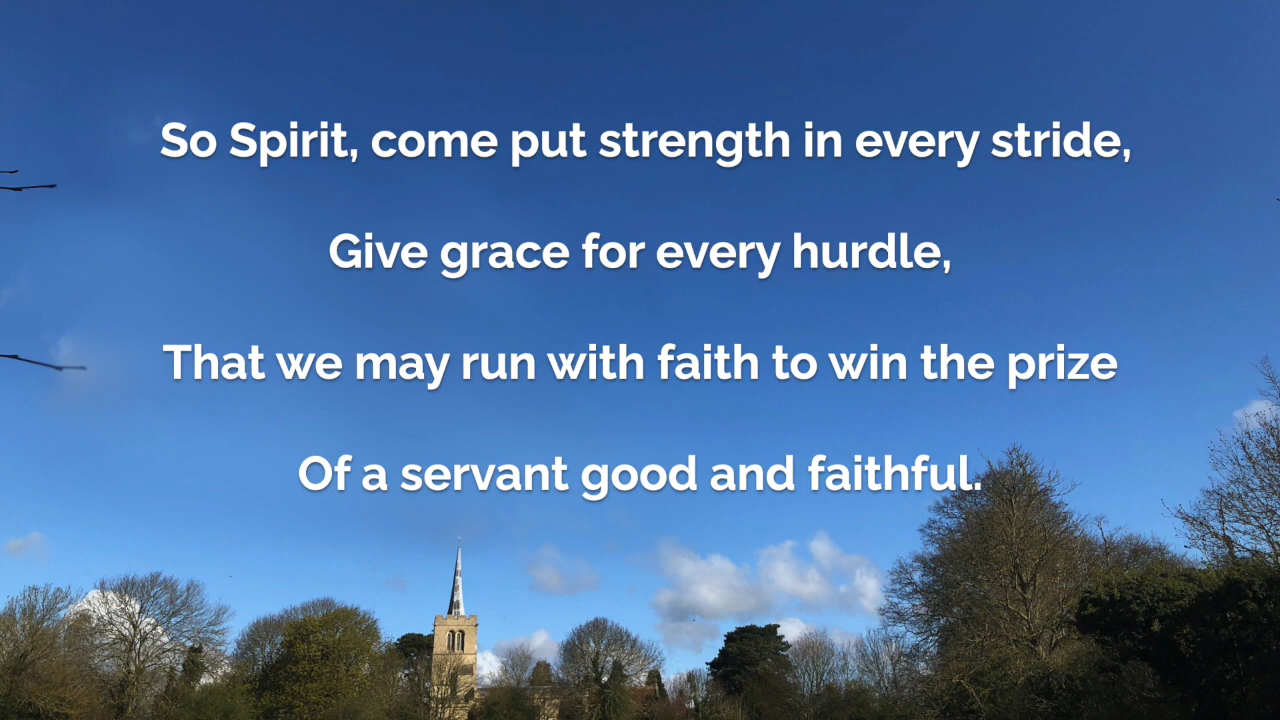 So Spirit, come put strength in every stride,
Give grace for every hurdle,
That we may run with faith to win the prize
Of a servant good and faithful.